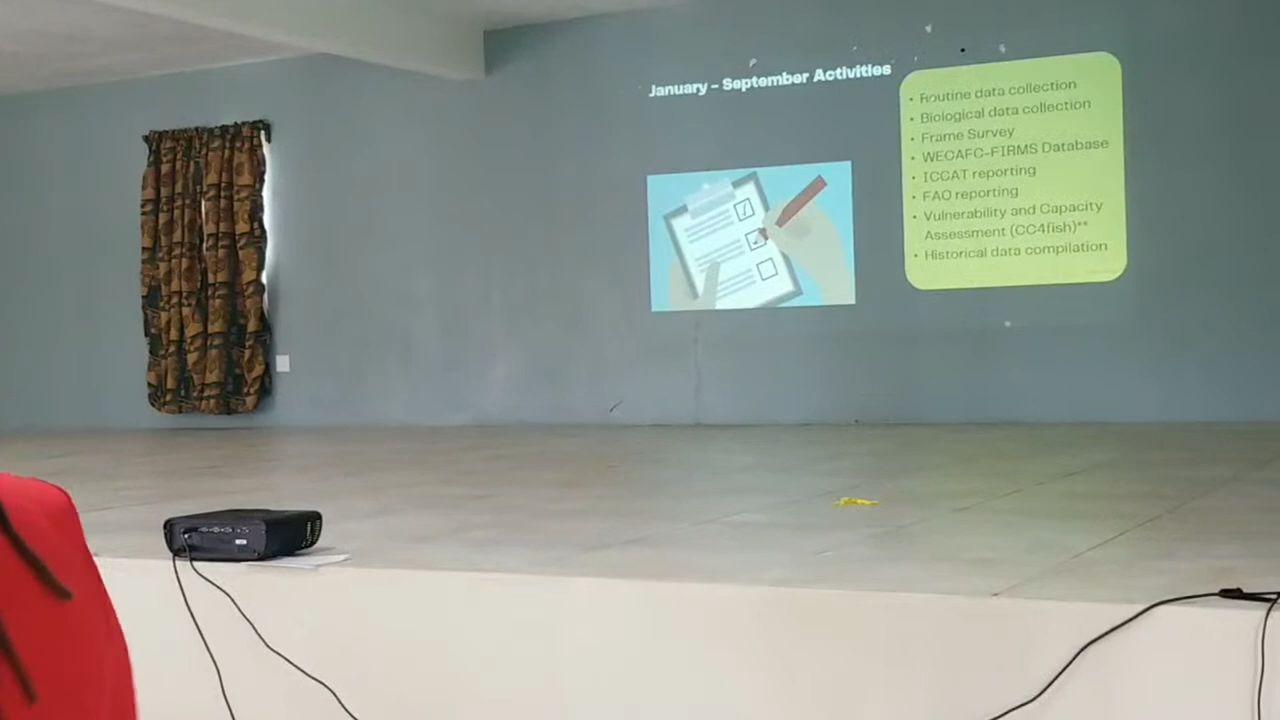 January – September Activities
• Routine data collection
• Biological data collection
• Frame Survey
• WECAFC-FIRMS Database
• ICCAT reporting
• FAO reporting
• Vulnerability and Capacity
Assessment (CC4fish)**
• Historical data compilation